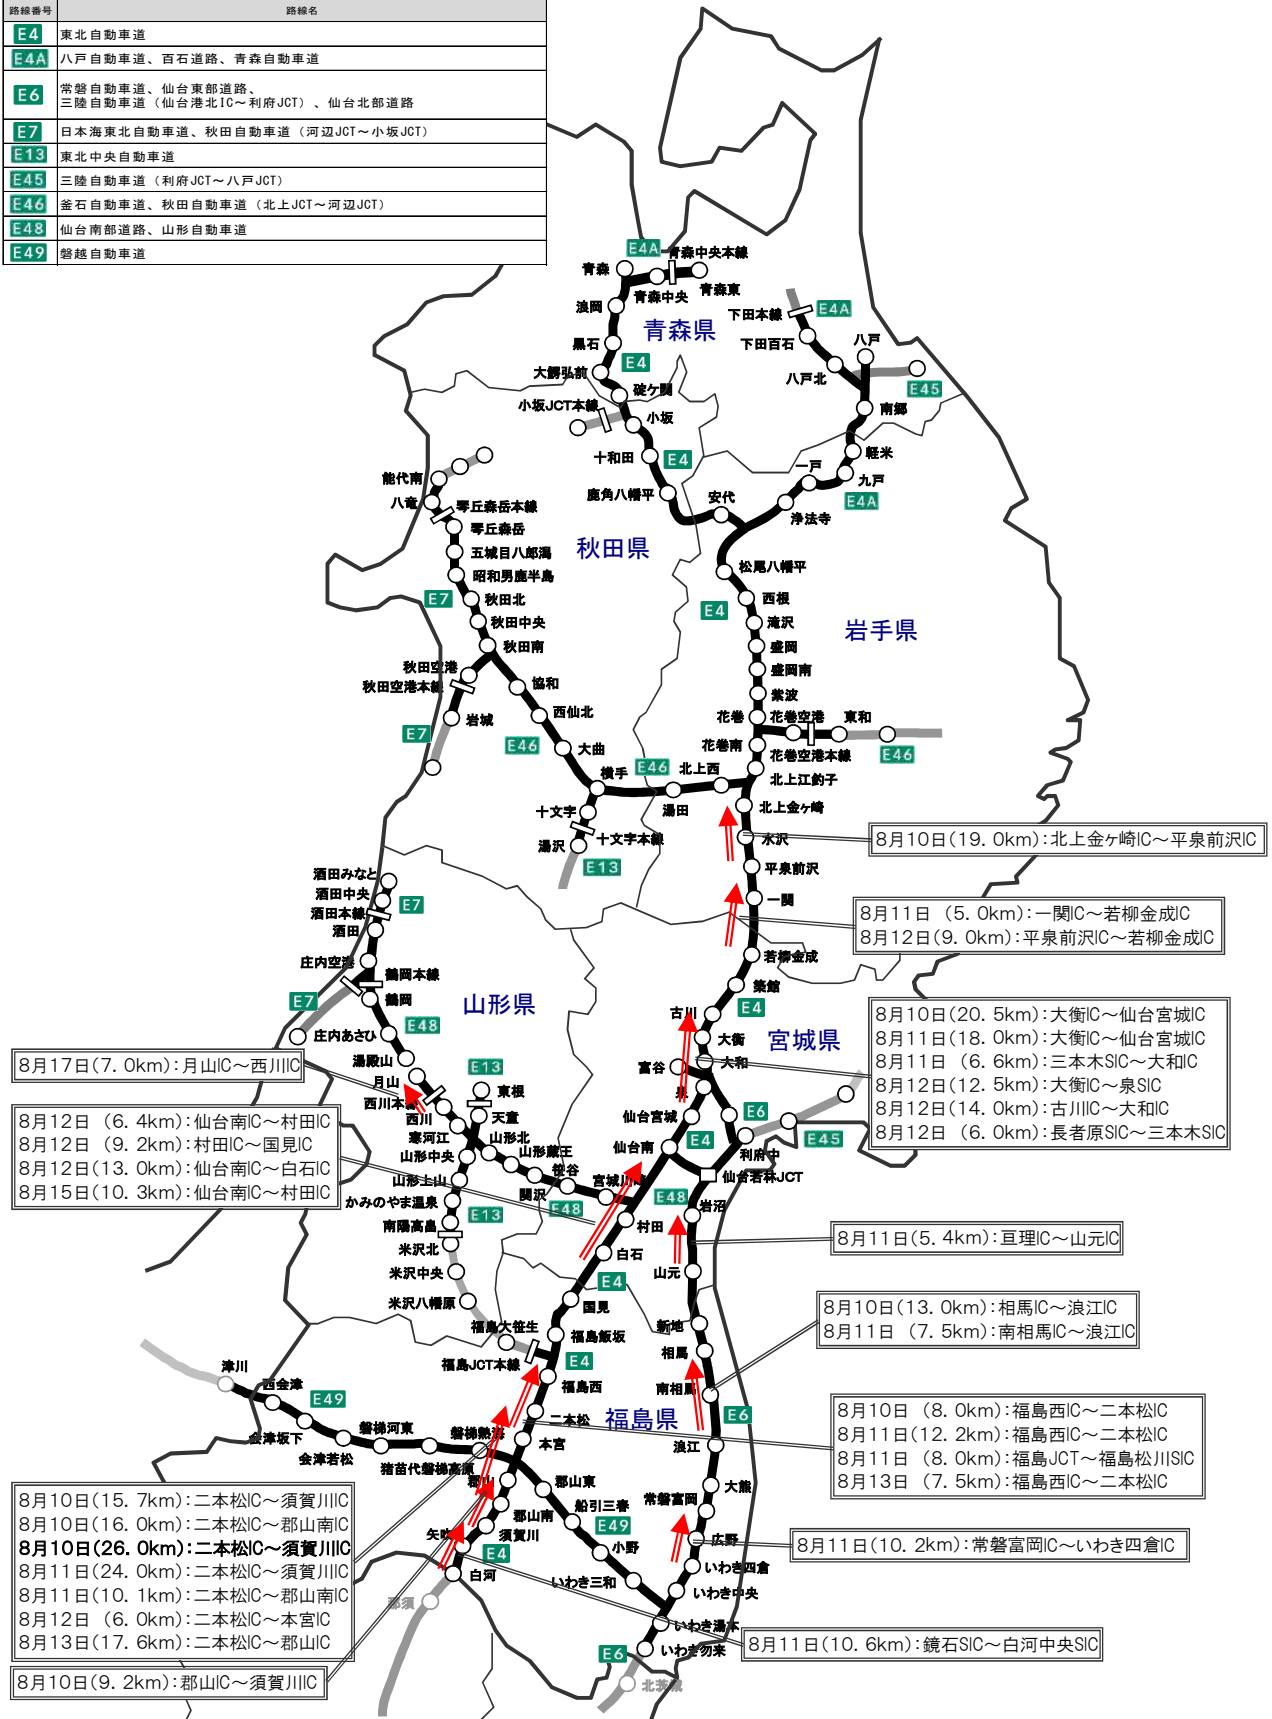 路線番号 路線名
E4 東北自動車道
E4A 八戸自動車道、百石道路、青森自動車道
E6 常磐自動車道、仙台東部道路、
三陸自動車道（仙台港北IC～利府JCT）、仙台北部道路
E7 日本海東北自動車道、秋田自動車道（河辺JCT～小坂JCT）
E13 東北中央自動車道
E45 三陸自動車道（利府JCT～八戸JCT）
E46 釜石自動車道、秋田自動車道（北上JCT～河辺JCT）
E48 仙台南部道路、山形自動車道
E49 磐越自動車道
E4A
青森中央本線
青森
青森中央
青森東
浪岡
青森県
下田本線
E4A
下田百石
八戸
黒石
E4
大鰐弘前
八戸北
E45
碇ケ関
小坂JCT本線
小坂
南郷
十和田
E4
軽米
一戸
九戸
能代南
鹿角八幡平
安代
E4A
八竜
琴丘森岳本線
浄法寺
琴丘森岳
秋田県
五城目八郎潟
昭和男鹿半島
松尾八幡平
E7
秋田北
西根
E4
秋田中央
滝沢
岩手県
秋田南
盛岡
秋田空港
盛岡南
秋田空港本線
協和
紫波
岩城
西仙北
花巻
花巻空港
東和
E7
E46
大曲
花巻南
花巻空港本線
E46
横手
E46
北上西
北上江釣子
湯田
十文字
北上金ヶ崎
十文字本線
水沢
8月10日(19.0km):北上金ヶ崎IC～平泉前沢IC
湯沢
E13
平泉前沢
酒田みなと
酒田中央
E7
一関
8月11日 (5.0km):一関IC～若柳金成IC
8月12日(9.0km):平泉前沢IC～若柳金成IC
酒田本線
酒田
庄内空港
若柳金成
鶴岡本線
築館
E7
鶴岡
山形県
E4
古川
8月10日(20.5km):大衡IC～仙台宮城IC
8月11日(18.0km):大衡IC～仙台宮城IC
8月11日 (6.6km):三本木SIC～大和IC
8月12日(12.5km):大衡IC～泉SIC
8月12日(14.0km):古川IC～大和IC
8月12日 (6.0km):長者原SIC～三本木SIC
庄内あさひ
E48
大衡
宮城県
湯殿山
大和
8月17日(7.0km):月山IC～西川IC
月山
E13
富谷
東根
泉
西川
天童
仙台宮城
E6
8月12日 (6.4km):仙台南IC～村田IC
8月12日 (9.2km):村田IC～国見IC
8月12日(13.0km):仙台南IC～白石IC
8月15日(10.3km):仙台南IC～村田IC
寒河江
山形北
E4
E45
山形中央
山形蔵王
仙台南
利府中
笹谷
仙台若林JCT
山形上山
関沢
かみのやま温泉
E48
E48
岩沼
南陽高畠
E13
村田
8月11日(5.4km):亘理IC～山元IC
米沢北
白石
米沢中央
E4
山元
米沢八幡原
国見
8月10日(13.0km):相馬IC～浪江IC
8月11日 (7.5km):南相馬IC～浪江IC
福島大笹生
福島飯坂
新地
福島JCT本線
E4
相馬
津川
福島西
南相馬
西会津
E49
二本松
福島県
E6
8月10日 (8.0km):福島西IC～二本松IC
8月11日(12.2km):福島西IC～二本松IC
8月11日 (8.0km):福島JCT～福島松川SIC
8月13日 (7.5km):福島西IC～二本松IC
会津坂下
磐梯河東
磐梯熱海
本宮
浪江
会津若松
猪苗代磐梯高原
郡山
郡山東
大熊
8月10日(15.7km):二本松IC～須賀川IC
8月10日(16.0km):二本松IC～郡山南IC
8月10日(26.0km):二本松IC～須賀川IC
8月11日(24.0km):二本松IC～須賀川IC
8月11日(10.1km):二本松IC～郡山南IC
8月12日 (6.0km):二本松IC～本宮IC
8月13日(17.6km):二本松IC～郡山IC
常磐富岡
郡山南
船引三春
E49
矢吹
須賀川
広野
8月11日(10.2km):常磐富岡IC～いわき四倉IC
E4
小野
いわき四倉
白河
いわき三和
いわき中央
那須
いわき湯本
8月11日(10.6km):鏡石SIC～白河中央SIC
E6
いわき勿来
8月10日(9.2km):郡山IC～須賀川IC
北茨城